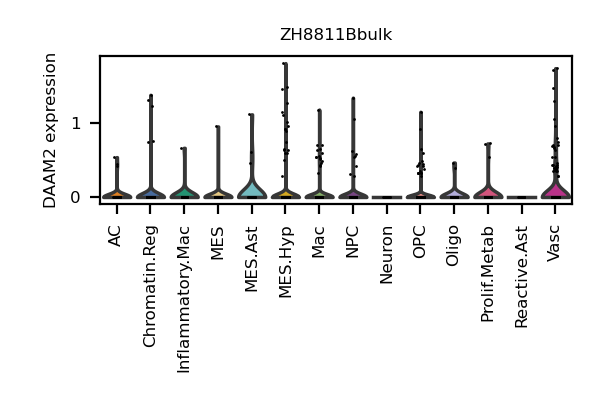 ZH8811Bbulk
DAAM2 expression
1
0
AC
Chromatin.Reg
Inflammatory.Mac
MES
MES.Ast
MES.Hyp
Mac
NPC
Neuron
OPC
Oligo
Prolif.Metab
Reactive.Ast
Vasc